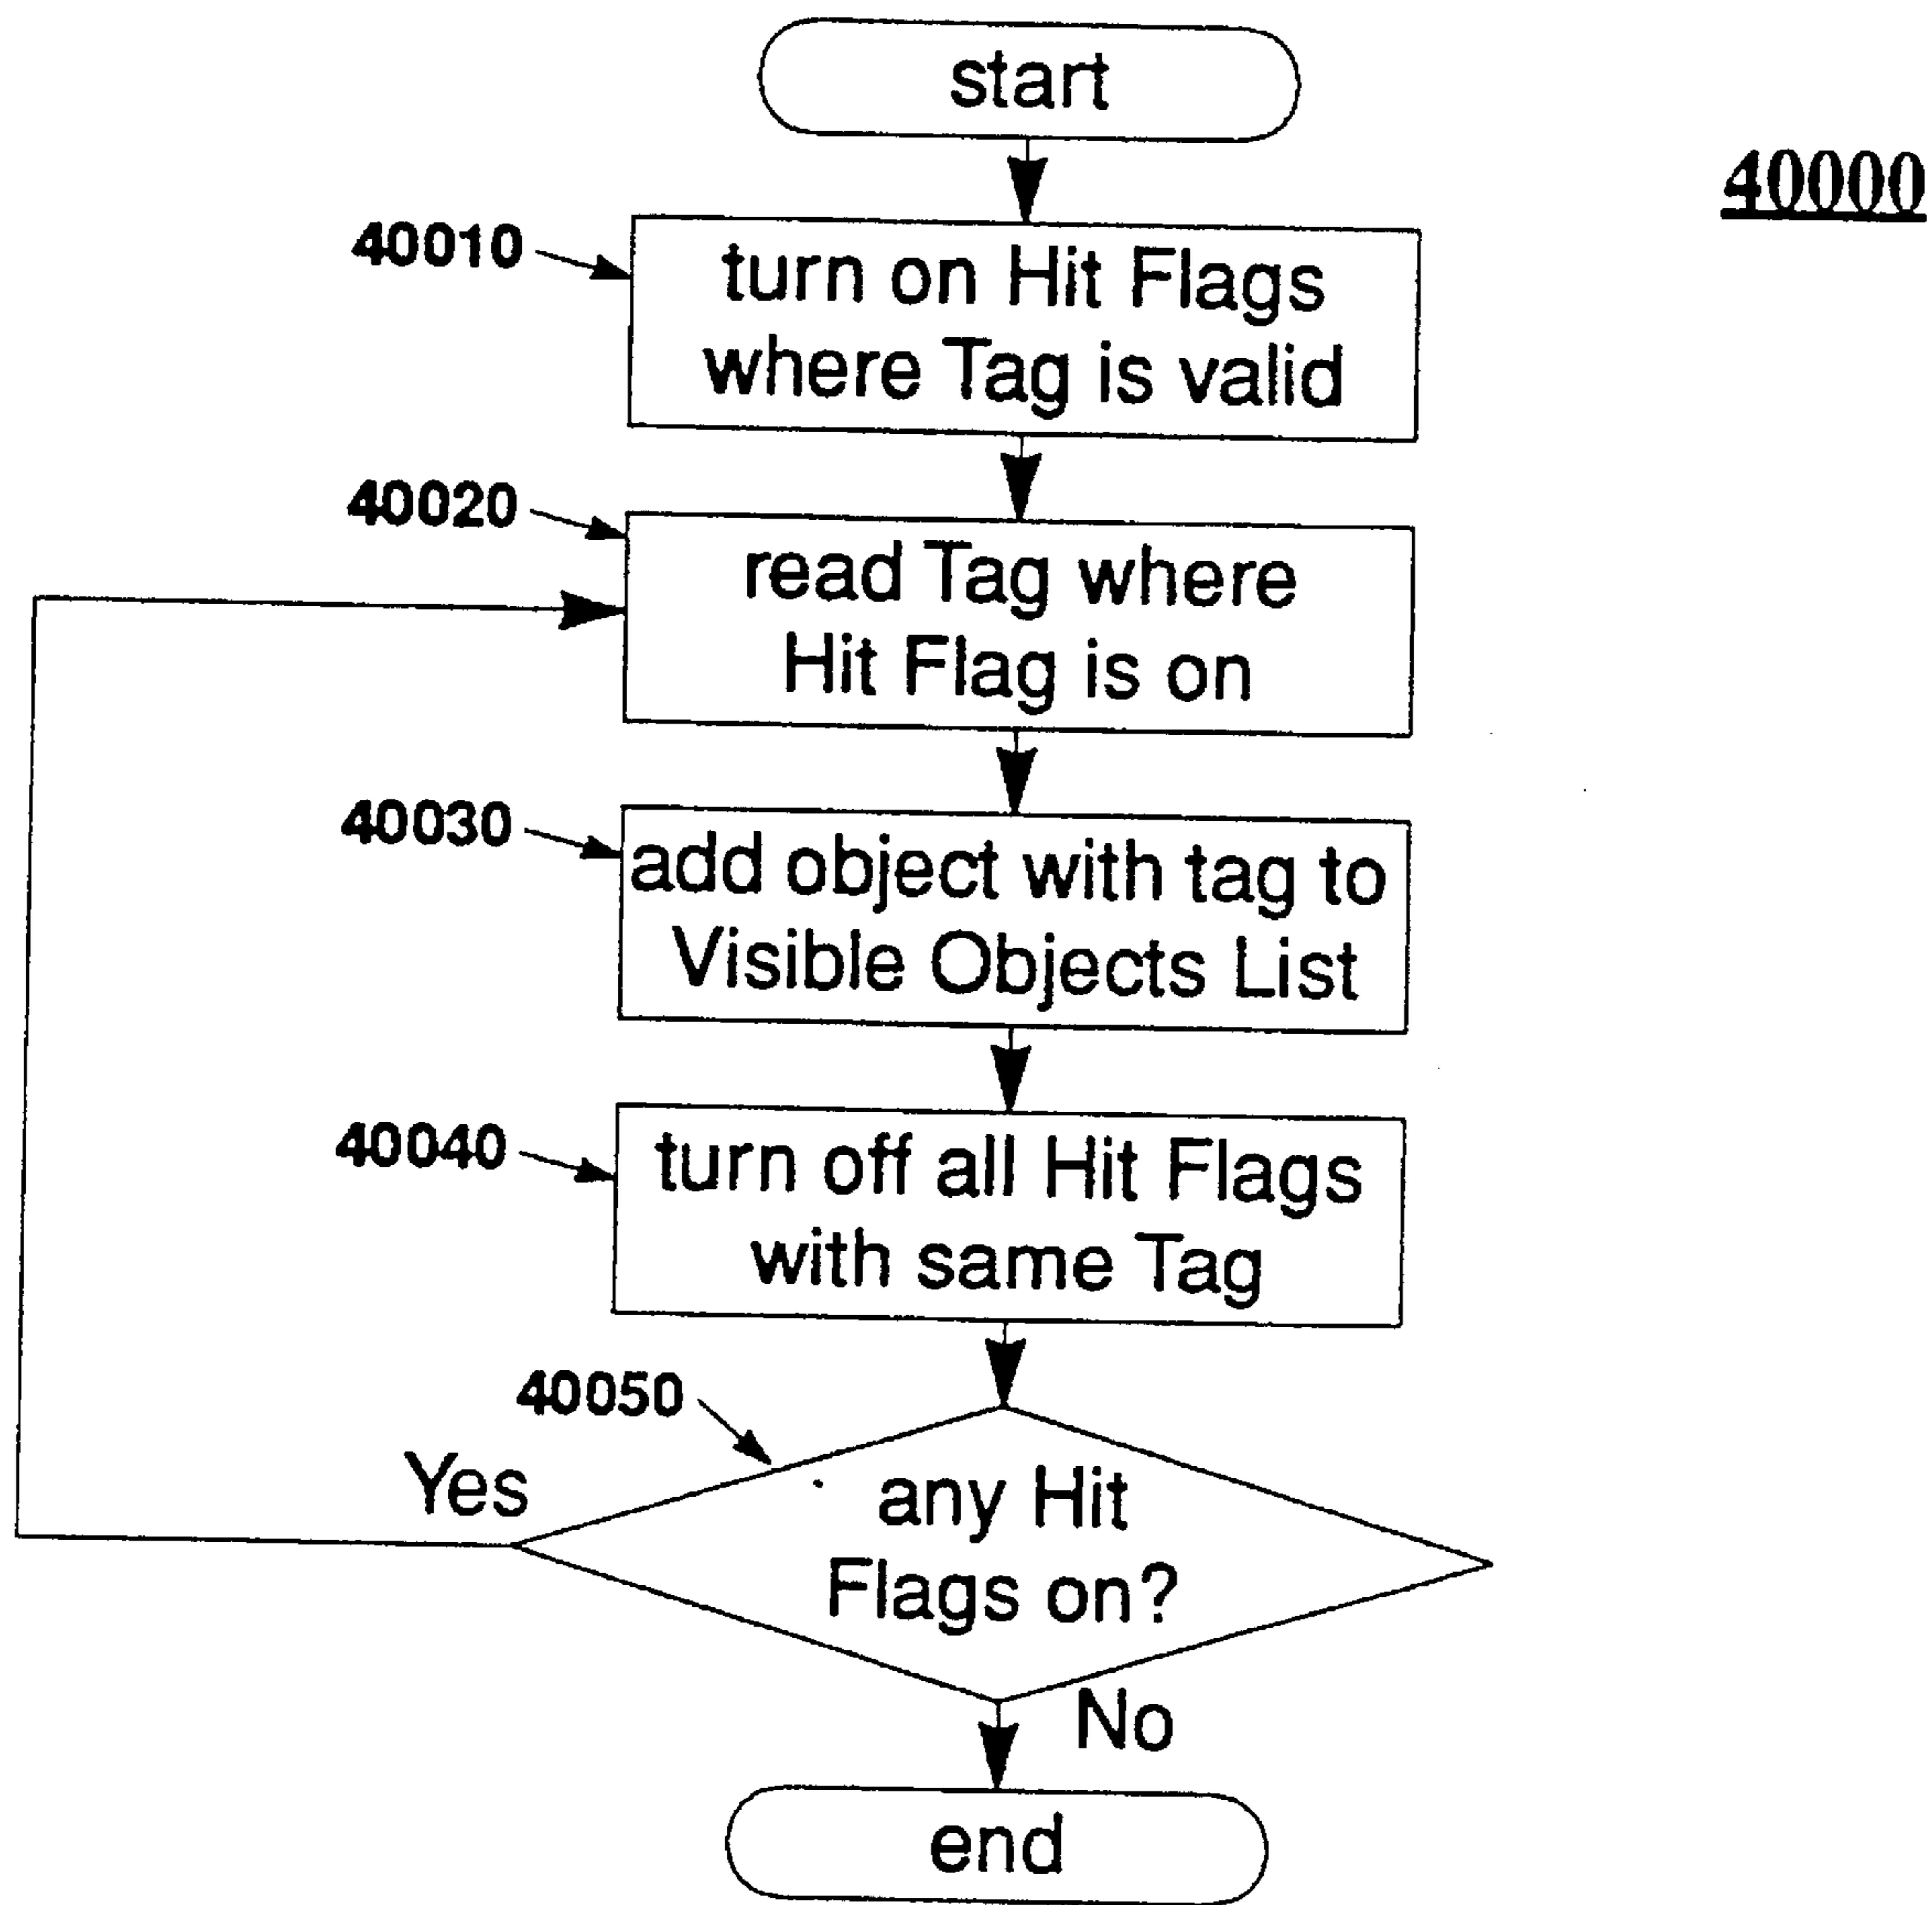 start
40000
40010
turn on Hit Flags
where Tag is valid
40020
read Tag where
Hit Flag is on
40030
add object with tag to
Visible Objects List
40040
turn off all Hit Flags
with same Tag
40050
Yes
any Hit
Flags on?
No
end